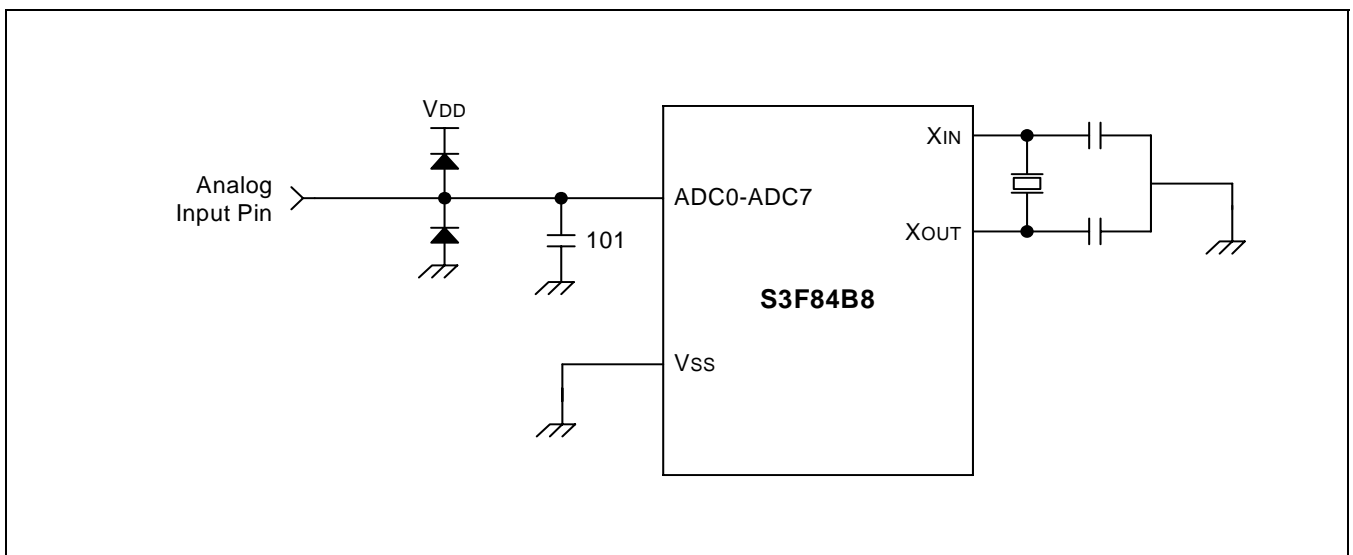 VDD
Analog
Input Pin
ADC0-ADC7
101
XIN
XOUT
S3F84B8
VSS